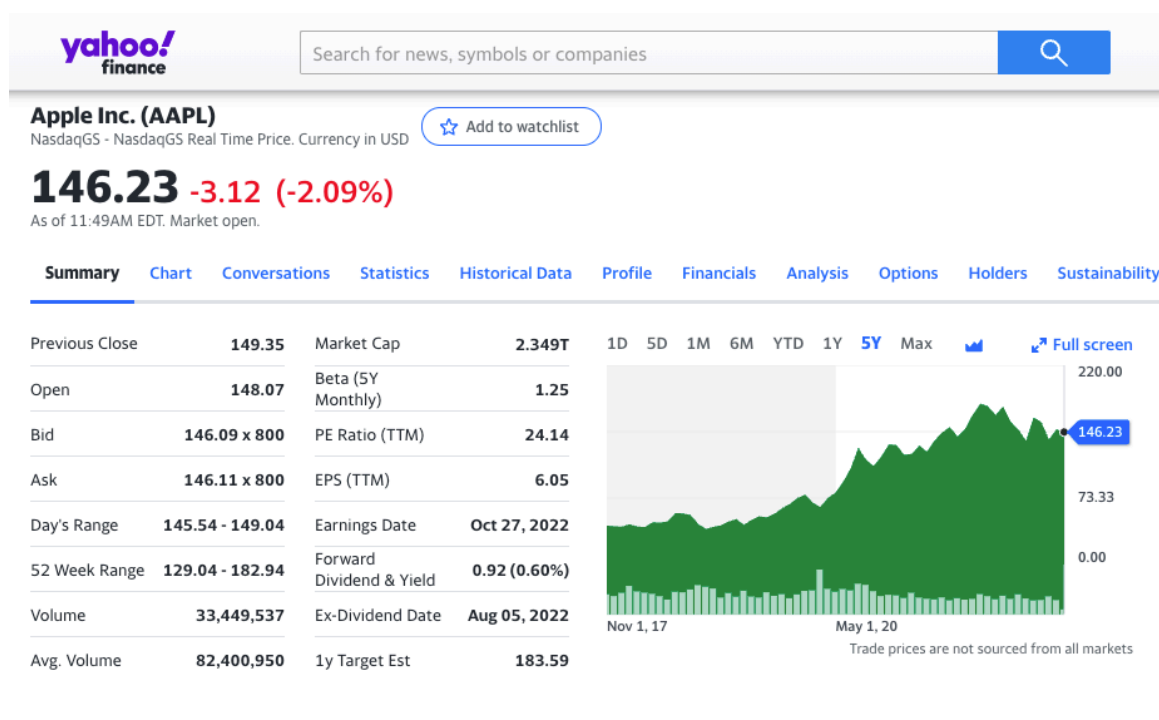 yahoo!
finance
Search for news, symbols or companies
Apple Inc. (AAPL)
NasdaqGS - NasdaqGS Real Time Price. Currency in USD
Add to watchlist
146.23 -3.12 (-2.09%)
As of 11:49AM EDT. Market open.
Summary Chart Conversations Statistics Historical Data Profile Financials Analysis Options Holders Sustainability
Previous Close 149.35
Open 148.07
Bid 146.09 x 800
Ask 146.11 x 800
Day's Range 145.54 - 149.04
52 Week Range 129.04 - 182.94
Volume 33,449,537
Avg. Volume 82,400,950
Market Cap 2.349T
Beta (5Y
Monthly) 1.25
PE Ratio (TTM) 24.14
EPS (TTM) 6.05
Earnings Date Oct 27, 2022
Forward
Dividend & Yield 0.92 (0.60%)
Ex-Dividend Date Aug 05, 2022
1y Target Est 183.59
1D 5D 1M 6M YTD 1Y 5Y Max Full screen
220.00
146.23
73.33
0.00
Nov 1, 17 May 1, 20
Trade prices are not sourced from all markets